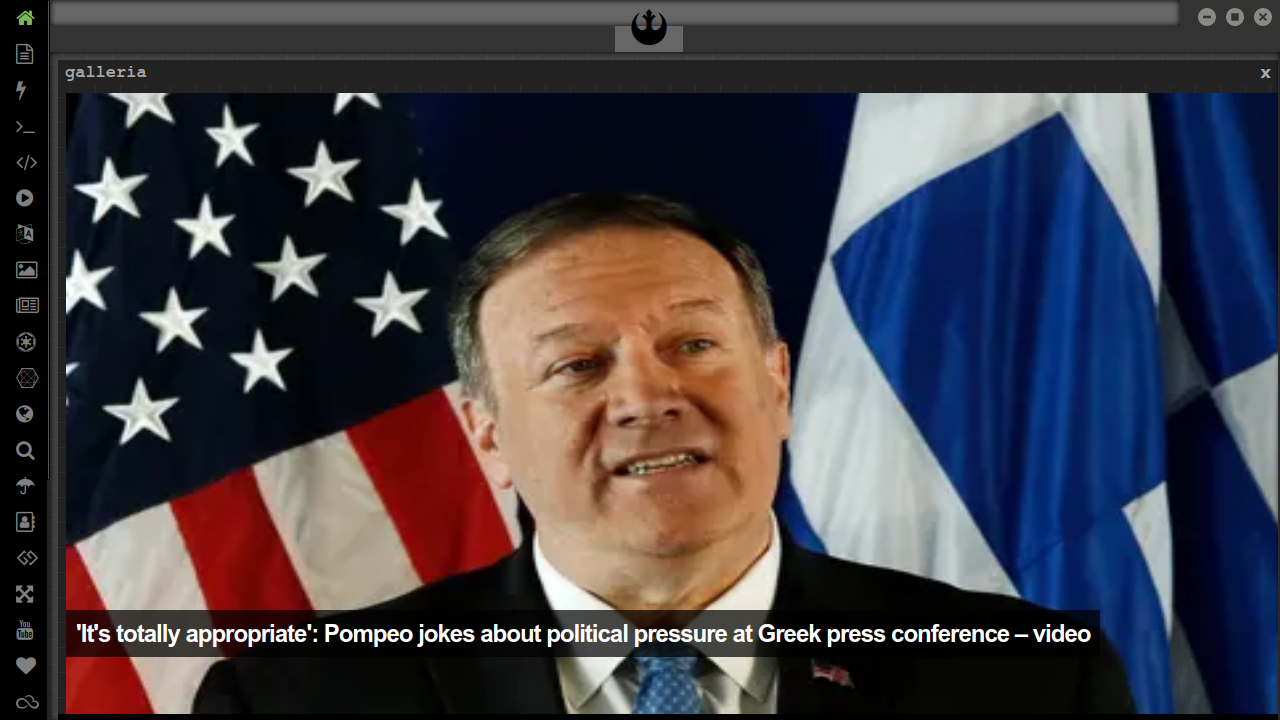 galleria
x
'It's totally appropriate': Pompeo jokes about political pressure at Greek press conference – video
You
Tube